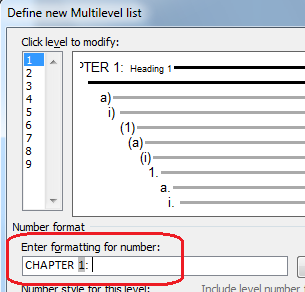 Define new Multilevel list
Click level to modify:
1
2
3
4
5
6
7
8
9
PTER 1: Heading 1
a)
i)
(1)
(a)
(i)
1.
a.
i.
Number format
Enter formatting for number:
CHAPTER 1:
Number style for this level:
Include level number